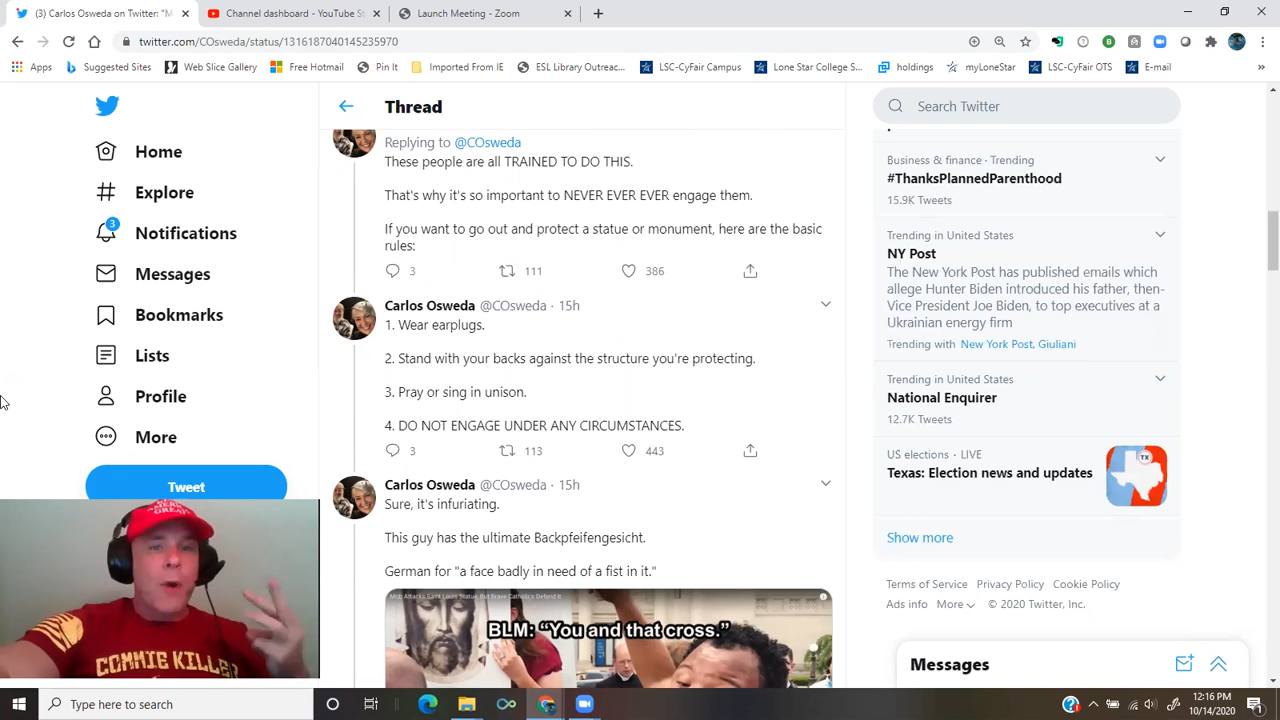 (3) Carlos Osweda on Twitter: "M
Channel dashboard - YouTube St
Launch Meeting - Zoom
twitter.com/COsweda/status/1316187040145235970
Apps
Suggested Sites
Web Slice Gallery
Free Hotmail
Pin It
Imported From IE
ESL Library Outreac...
LSC-CyFair Campus
Lone Star College S...
holdings
myLoneStar
LSC-CyFair OTS
E-mail
»
Home
Explore
3
Notifications
Messages
Bookmarks
Lists
Profile
More
Tweet
Thread
Replying to @COsweda
These people are all TRAINED TO DO THIS.
That's why it's so important to NEVER EVER EVER engage them.
If you want to go out and protect a statue or monument, here are the basic
rules:
3 111 386
Carlos Osweda @COsweda · 15h
1. Wear earplugs.
2. Stand with your backs against the structure you're protecting.
3. Pray or sing in unison.
4. DO NOT ENGAGE UNDER ANY CIRCUMSTANCES.
3 113 443
Carlos Osweda @COsweda · 15h
Sure, it's infuriating.
This guy has the ultimate Backpfeifengesicht.
German for "a face badly in need of a fist in it."
Mob Attacks Saint Louis Statue, But Brave Catholics Defend It
BLM: “You and that cross.”
Search Twitter
Business & finance · Trending
#ThanksPlannedParenthood
15.9K Tweets
Trending in United States
NY Post
The New York Post has published emails which
allege Hunter Biden introduced his father, then-
Vice President Joe Biden, to top executives at a
Ukrainian energy firm
Trending with New York Post, Giuliani
Trending in United States
National Enquirer
12.7K Tweets
US elections · LIVE
Texas: Election news and updates
TX
Show more
Terms of Service Privacy Policy Cookie Policy
Ads info More © 2020 Twitter, Inc.
Messages
GREAT
COMMIE KILLER
Type here to search
12:16 PM
10/14/2020
1